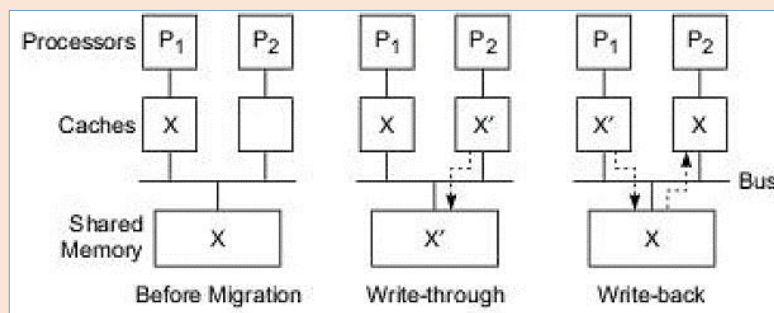 Processors P1 P2 P1 P2 P1 P2
Caches X X X′ X′ X
Bus
Shared
Memory X X′ X
Before Migration Write-through Write-back